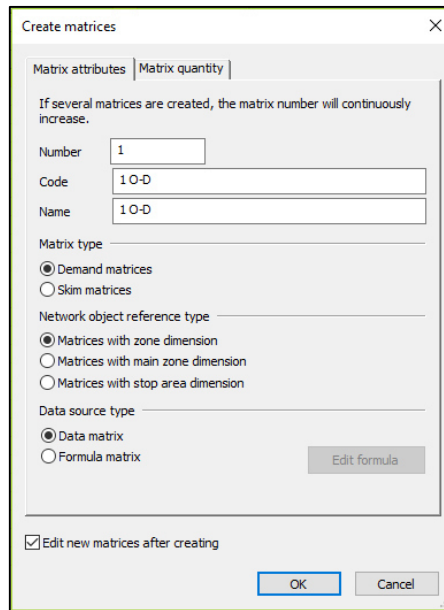 Create matrices
Matrix attributes Matrix quantity
If several matrices are created, the matrix number will continuously
increase.
Number 1
Code 1 O-D
Name 1 O-D
Matrix type
Demand matrices
Skim matrices
Network object reference type
Matrices with zone dimension
Matrices with main zone dimension
Matrices with stop area dimension
Data source type
Data matrix
Formula matrix Edit formula
Edit new matrices after creating
OK Cancel